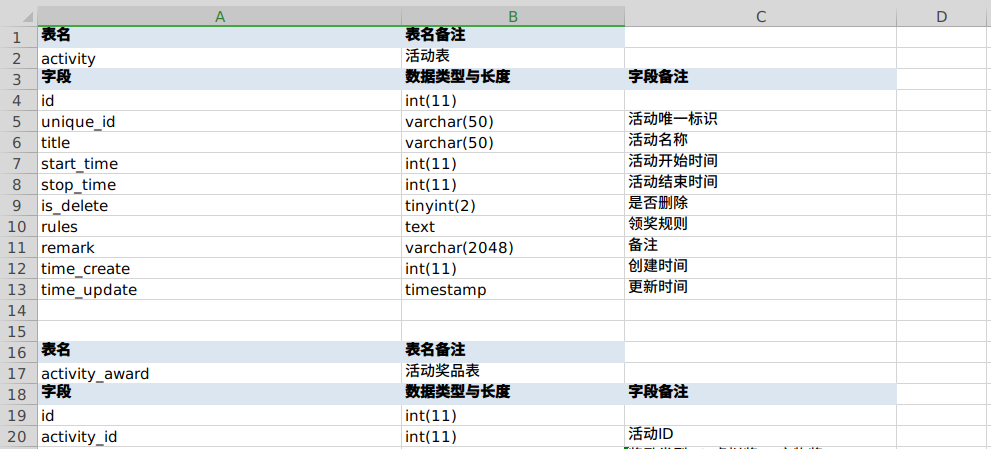 A B C D
1 表名 表名备注
2 activity 活动表
3 字段 数据类型与长度 字段备注
4 id int(11)
5 unique_id varchar(50) 活动唯一标识
6 title varchar(50) 活动名称
7 start_time int(11) 活动开始时间
8 stop_time int(11) 活动结束时间
9 is_delete tinyint(2) 是否删除
10 rules text 领奖规则
11 remark varchar(2048) 备注
12 time_create int(11) 创建时间
13 time_update timestamp 更新时间
14
15
16 表名 表名备注
17 activity_award 活动奖品表
18 字段 数据类型与长度 字段备注
19 id int(11)
20 activity_id int(11) 活动ID